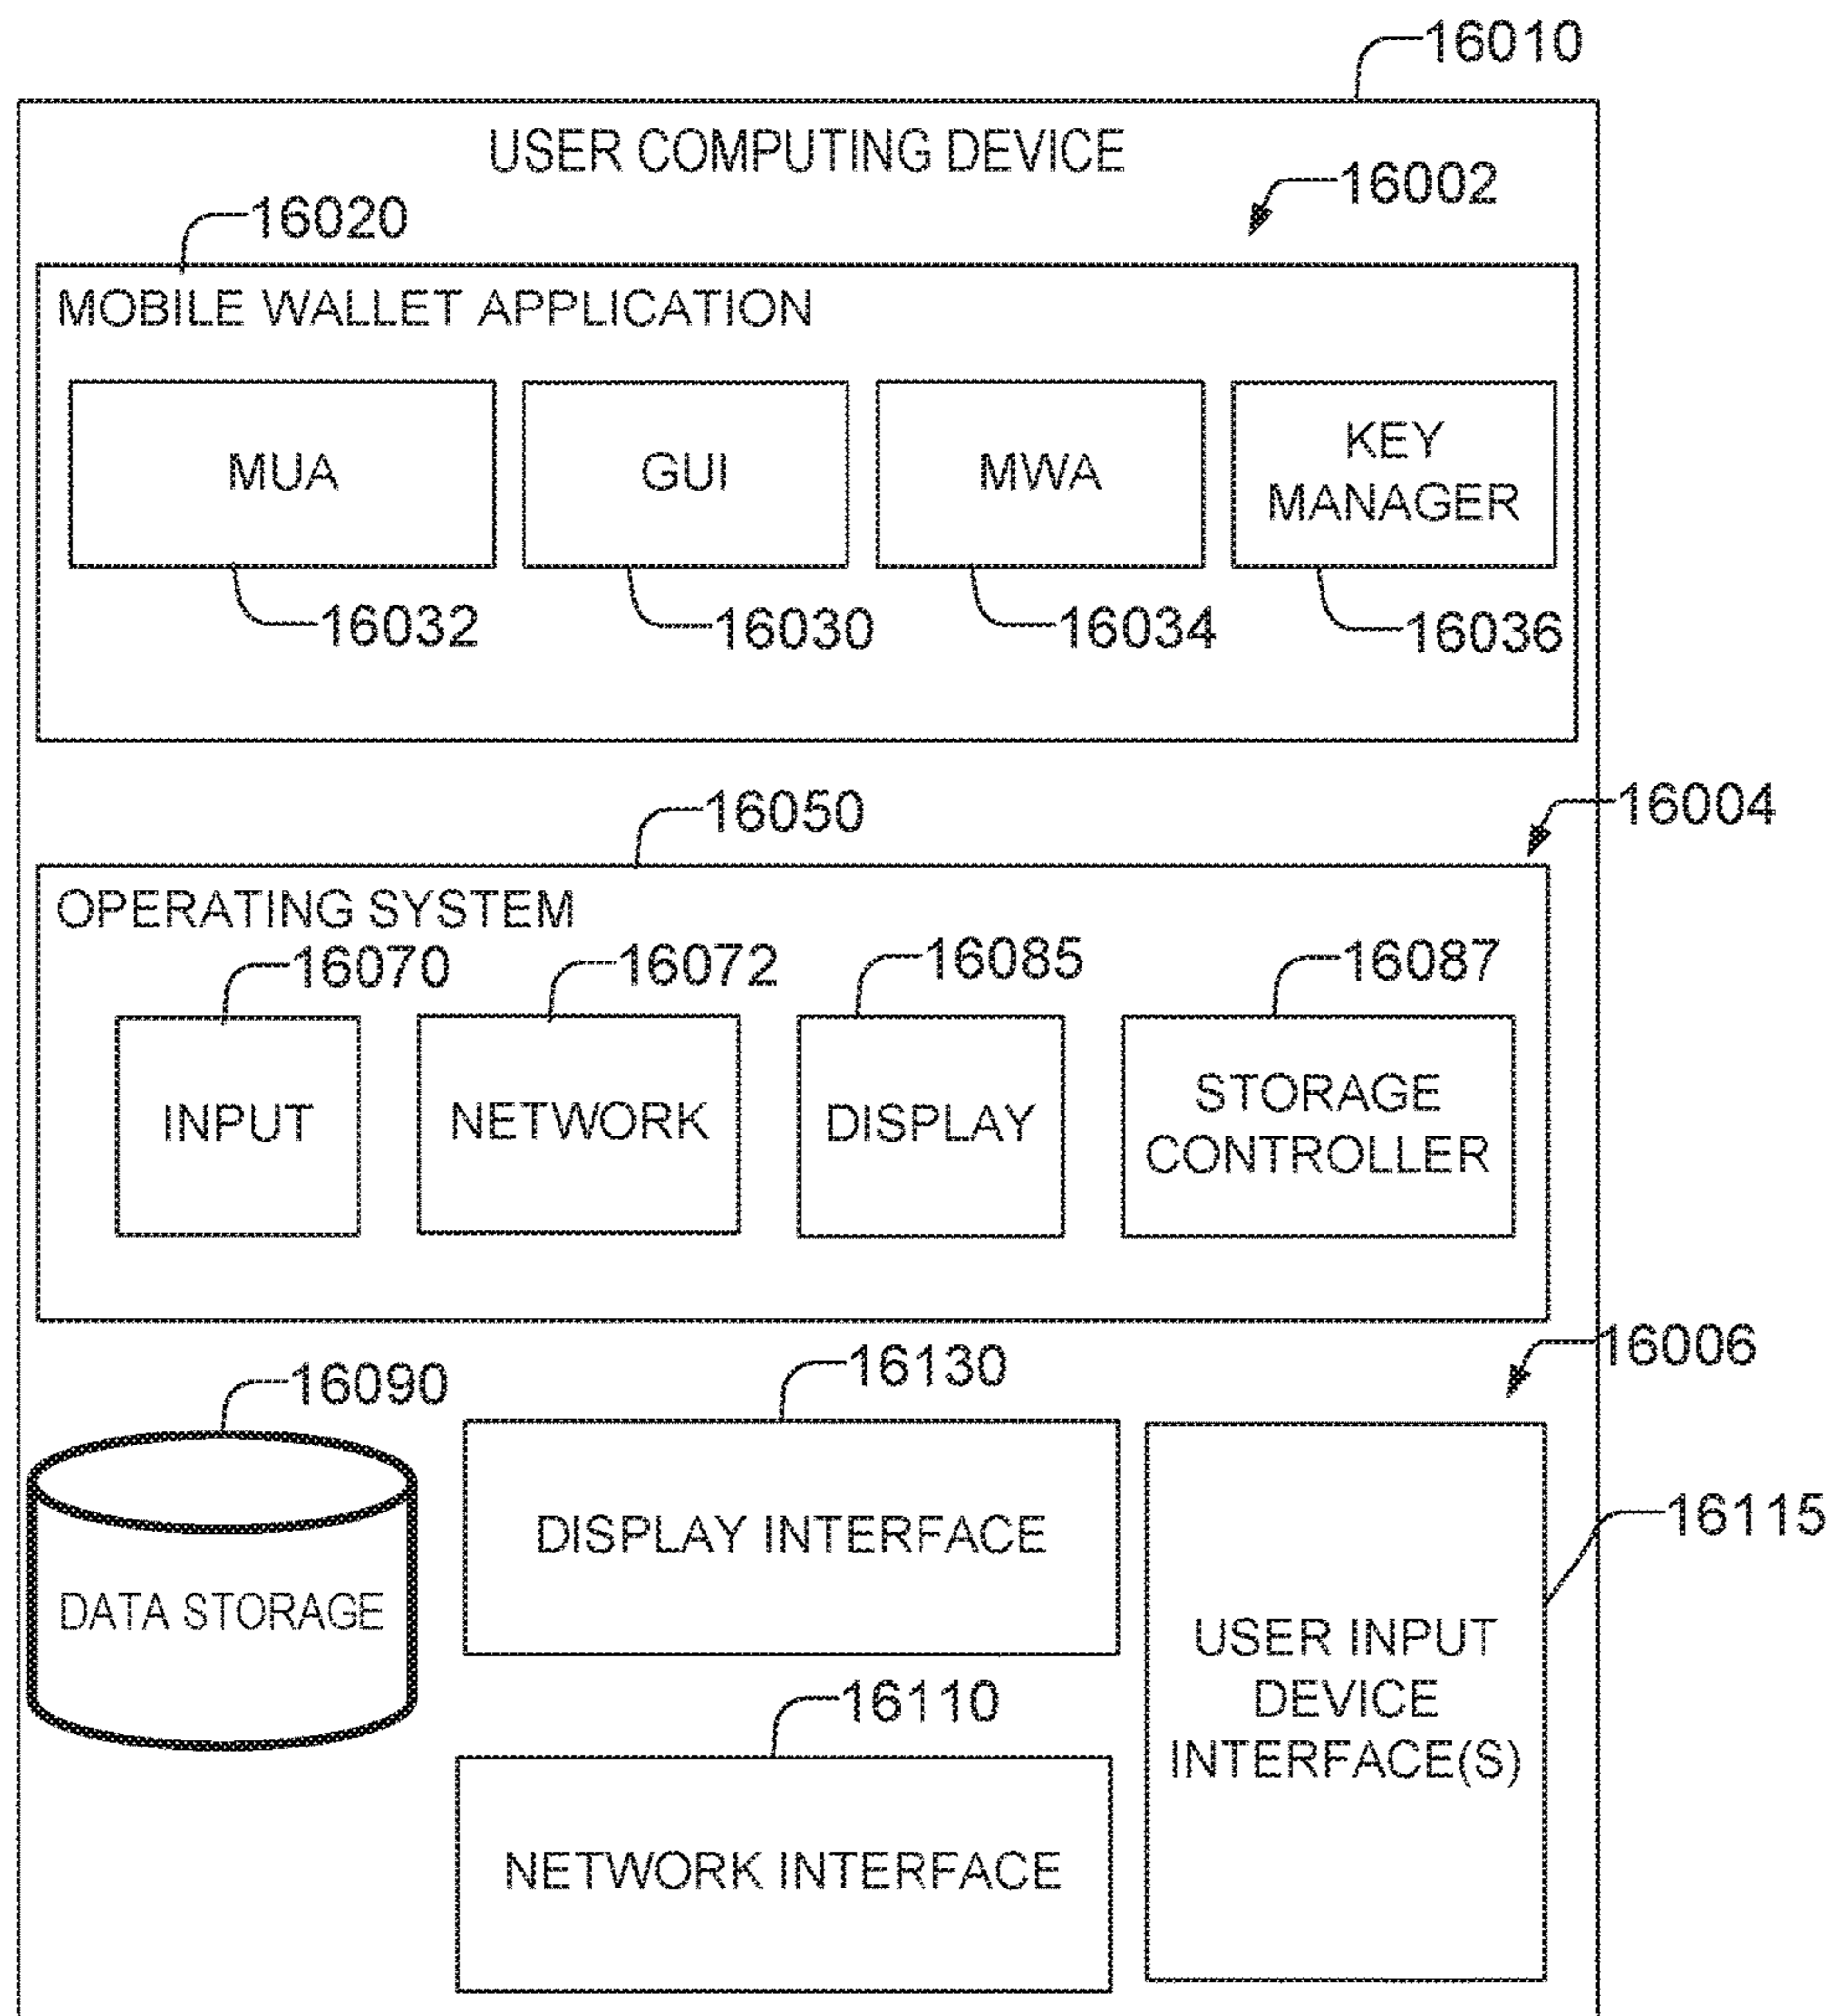 16010
USER COMPUTING DEVICE
16002
16020
MOBILE WALLET APPLICATION
MUA
GUI
MWA
KEY
MANAGER
16032
16030
16034
16036
16050
16004
OPERATING SYSTEM
16070
16072
16085
16087
INPUT
NETWORK
DISPLAY
STORAGE
CONTROLLER
16006
16090
16130
16115
DATA STORAGE
DISPLAY INTERFACE
USER INPUT
DEVICE
INTERFACE(S)
16110
NETWORK INTERFACE